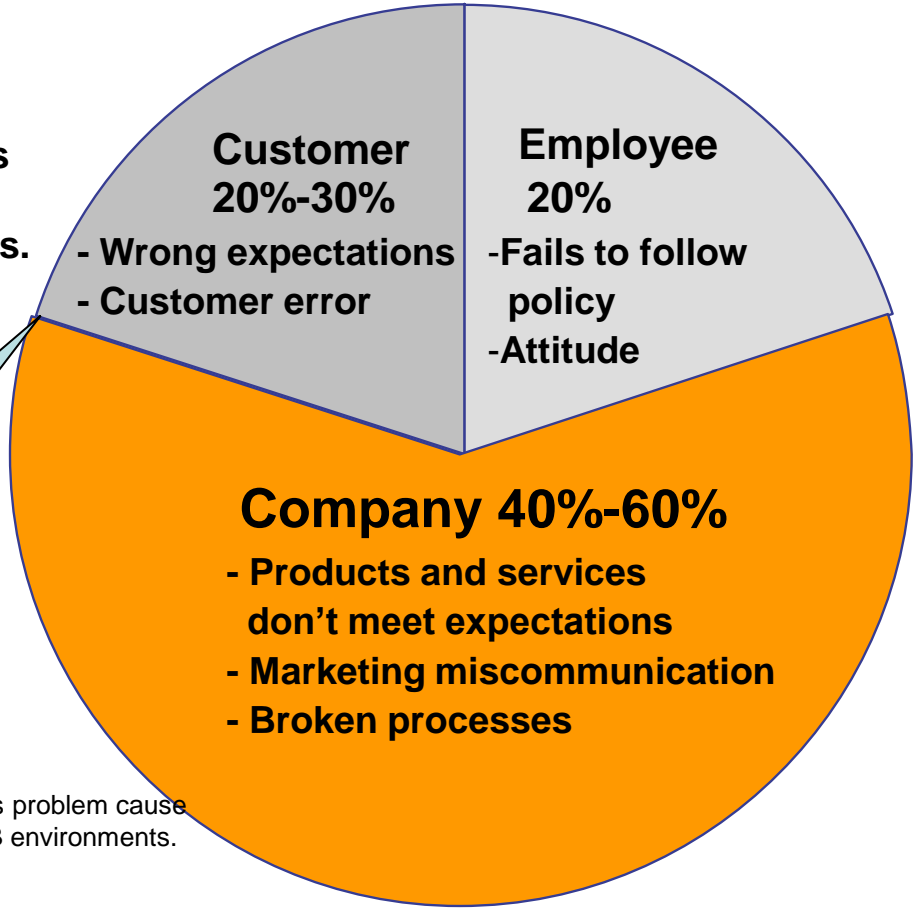 s
s.
Customer
20%-30%
- Wrong expectations
- Customer error
Employee
20%
-Fails to follow
policy
-Attitude
Company 40%-60%
- Products and services
don’t meet expectations
- Marketing miscommunication
- Broken processes
s problem cause
environments.